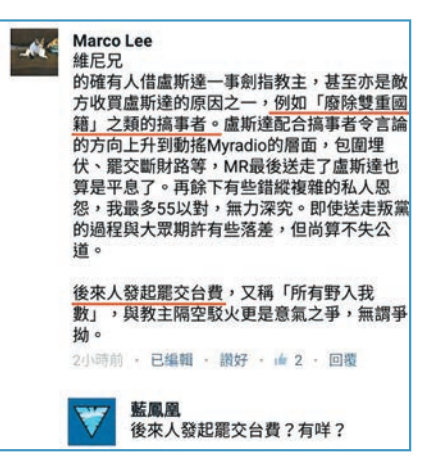 Marco Lee
維尼兄
的確有人借盧斯達一事劍指教主，甚至亦是敵
方收買盧斯達的原因之一，例如「廢除雙重國
籍」之類的搞事者。盧斯達配合搞事者令言論
的方向上升到動搖Myradio的層面，包圍埋
伏、罷交斷財路等，MR最後送走了盧斯達也
算是平息了。再餘下有些錯縱複雜的私人恩
怨，我最多55以對，無力深究。即使送走叛黨
的過程與大眾期許有些落差，但尚算不失公
道。
後來人發起罷交台費，又稱「所有野入我
數」，與教主隔空駁火更是意氣之爭，無謂爭
拗。
2小時前 · 已編輯 · 讚好 · 2 · 回覆
藍鳳凰
後來人發起罷交台費？有咩？